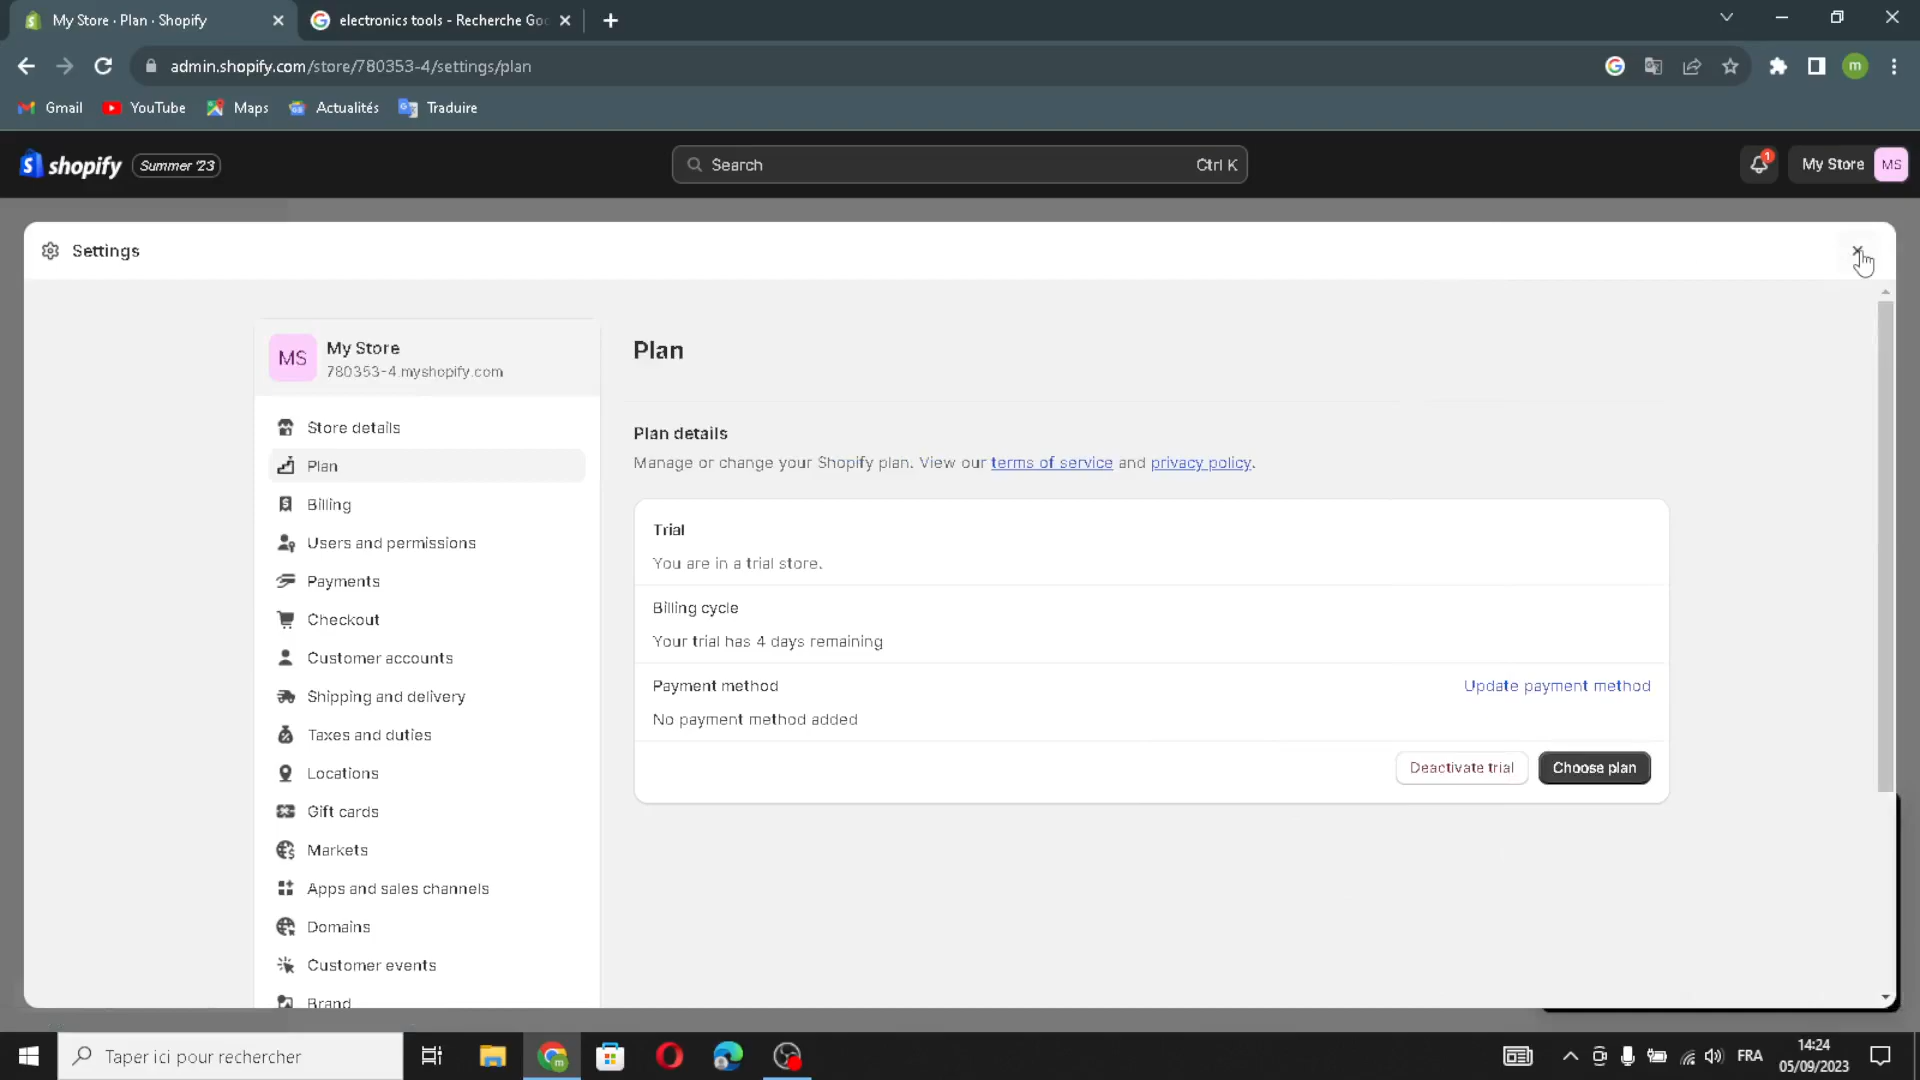 My Store · Plan · Shopify
electronics tools - Recherche Goo
admin.shopify.com/store/780353-4/settings/plan
m
Gmail
YouTube
Maps
Actualités
Traduire
shopify
Summer '23
Search
Ctrl K
1
My Store
MS
Settings
MS
My Store
780353-4.myshopify.com
Store details
Plan
Billing
Users and permissions
Payments
Checkout
Customer accounts
Shipping and delivery
Taxes and duties
Locations
Gift cards
Markets
Apps and sales channels
Domains
Customer events
Brand
Plan
Plan details
Manage or change your Shopify plan. View our terms of service and privacy policy.
Trial
You are in a trial store.
Billing cycle
Your trial has 4 days remaining
Payment method
Update payment method
No payment method added
Deactivate trial
Choose plan
Taper ici pour rechercher
FRA
14:24
05/09/2023